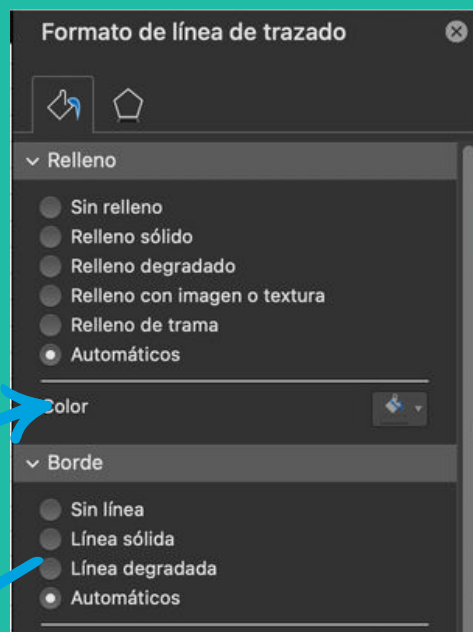 Formato de línea de trazado
Relleno
Sin relleno
Relleno sólido
Relleno degradado
Relleno con imagen o textura
Relleno de trama
Automáticos
Color
Borde
Sin línea
Línea sólida
Línea degradada
Automáticos